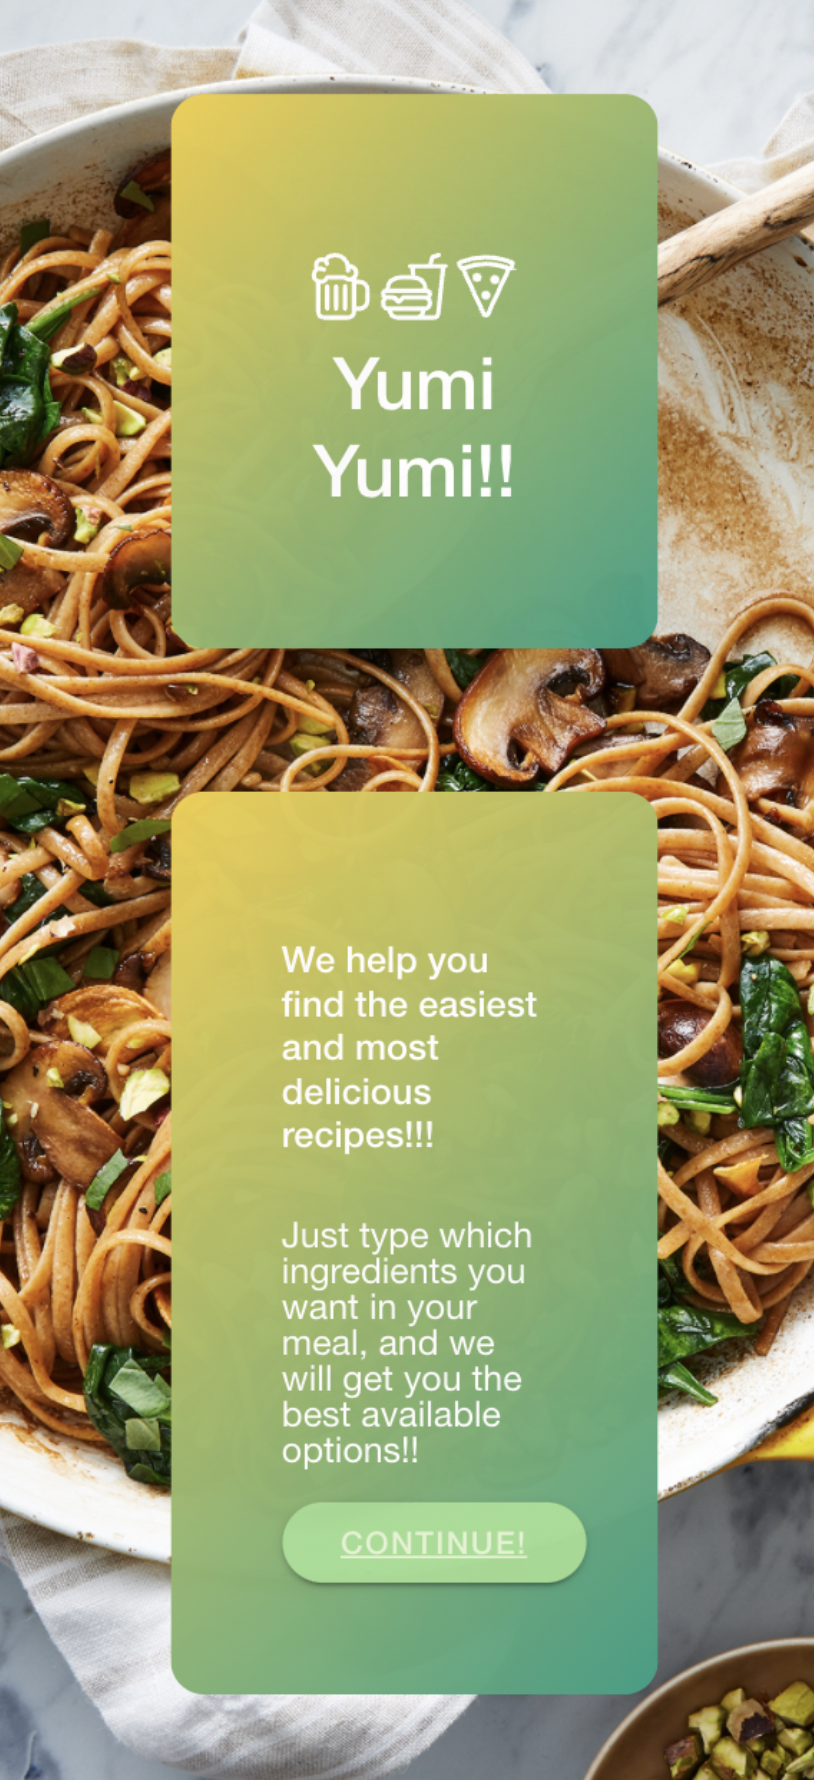 Yumi
Yumi!!
We help you
find the easiest
and most
delicious
recipes!!!
Just type which
ingredients you
want in your
meal, and we
will get you the
best available
options!!
CONTINUE!